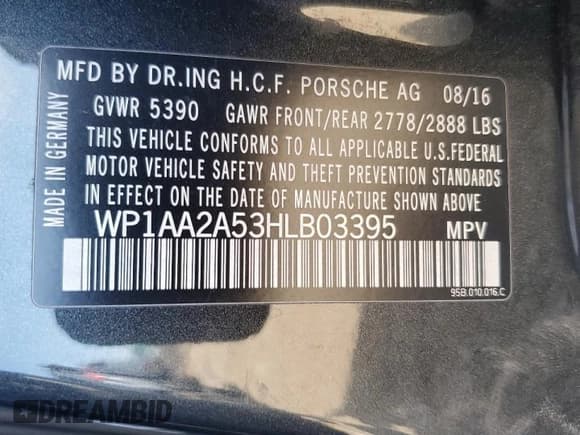 MADE IN GERMANY
MFD BY DR.ING H.C.F. PORSCHE AG 08/16
GVWR 5390 GAWR FRONT/REAR 2778/2888 LBS
THIS VEHICLE CONFORMS TO ALL APPLICABLE U.S.FEDERAL
MOTOR VEHICLE SAFETY AND THEFT PREVENTION STANDARDS
IN EFFECT ON THE DATE OF MANUFACTURE SHOWN ABOVE
WP1AA2A53HLB03395 MPV
95B.010.016.C
DREAMBID